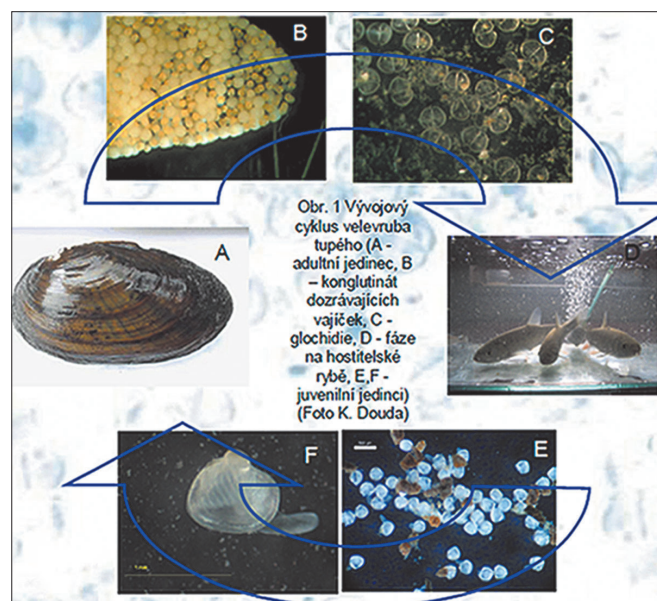 B
C
Obr. 1 Vývojový
cyklus velevruba
tupého (A -
adultní jedinec, B
– konglutinát
dozrávajících
vajíček, C -
glochidie, D - fáze
na hostitelské
rybě, E,F -
juvenilní jedinci)
(Foto K. Douda)
A
D
F
E